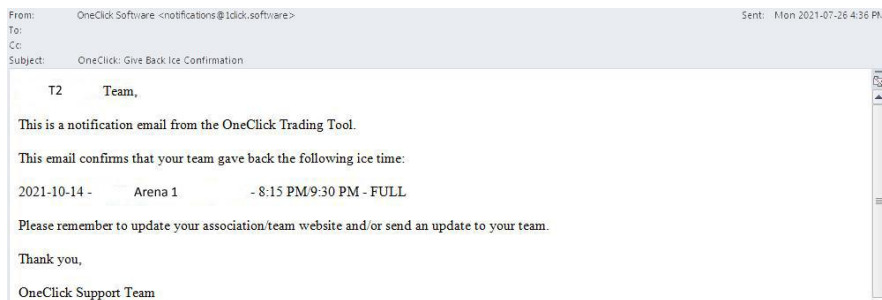 From: OneClick Software <notifications@1click.software> Sent: Mon 2021-07-26 4:36 PM
To:
Cc:
Subject: OneClick: Give Back Ice Confirmation
T2 Team,
This is a notification email from the OneClick Trading Tool.
This email confirms that your team gave back the following ice time:
2021-10-14 - Arena 1 - 8:15 PM/9:30 PM - FULL
Please remember to update your association/team website and/or send an update to your team.
Thank you,
OneClick Support Team